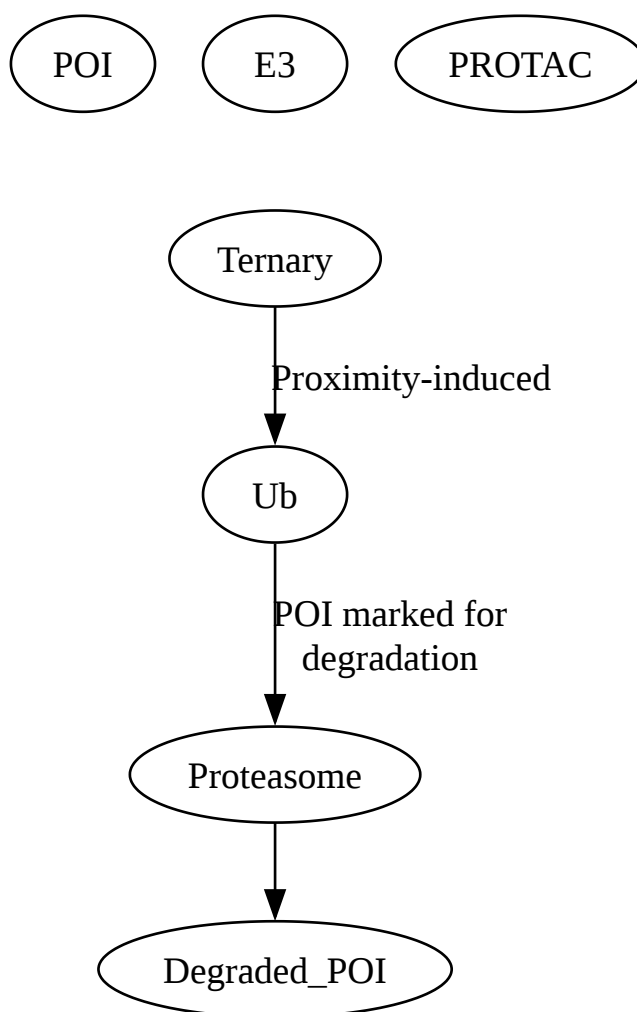 POI E3 PROTAC
Ternary
Proximity-induced
Ub
POI marked for
degradation
Proteasome
Degraded_POI